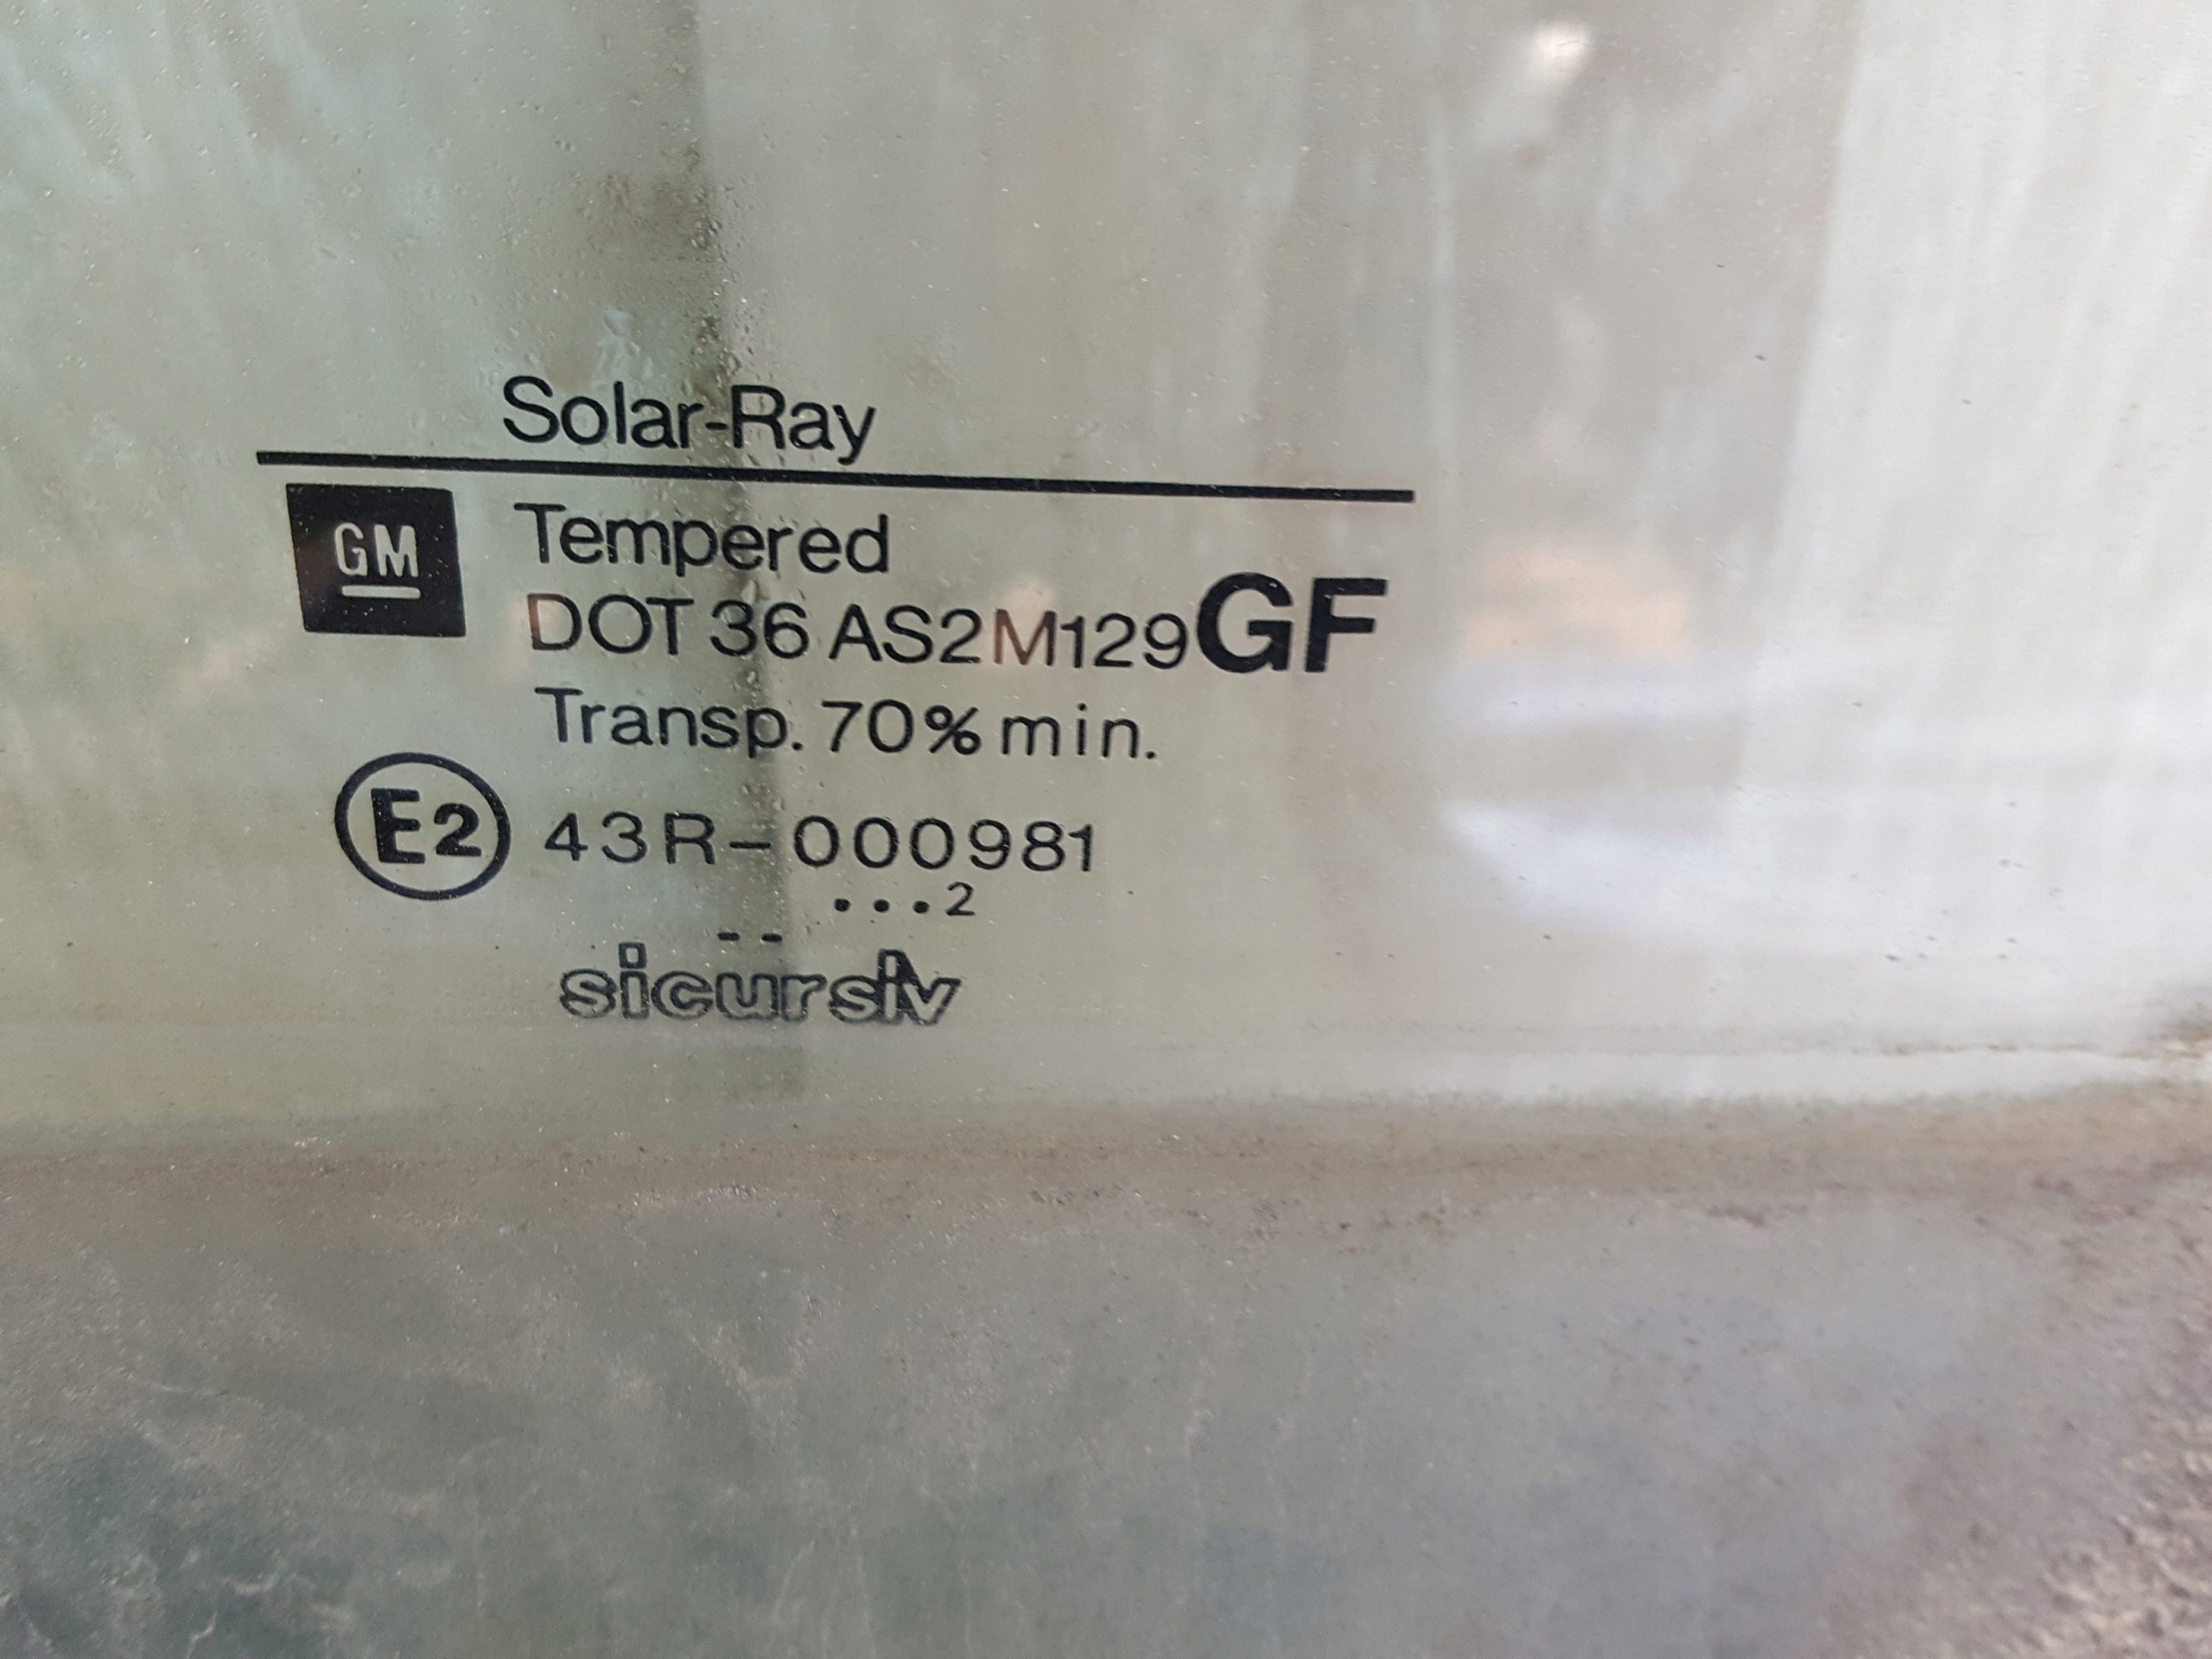 Solar-Ray
GM
Tempered
DOT 36 AS2M129GF
Transp. 70% min.
E2 43R-000981
...2
--
sicursiv